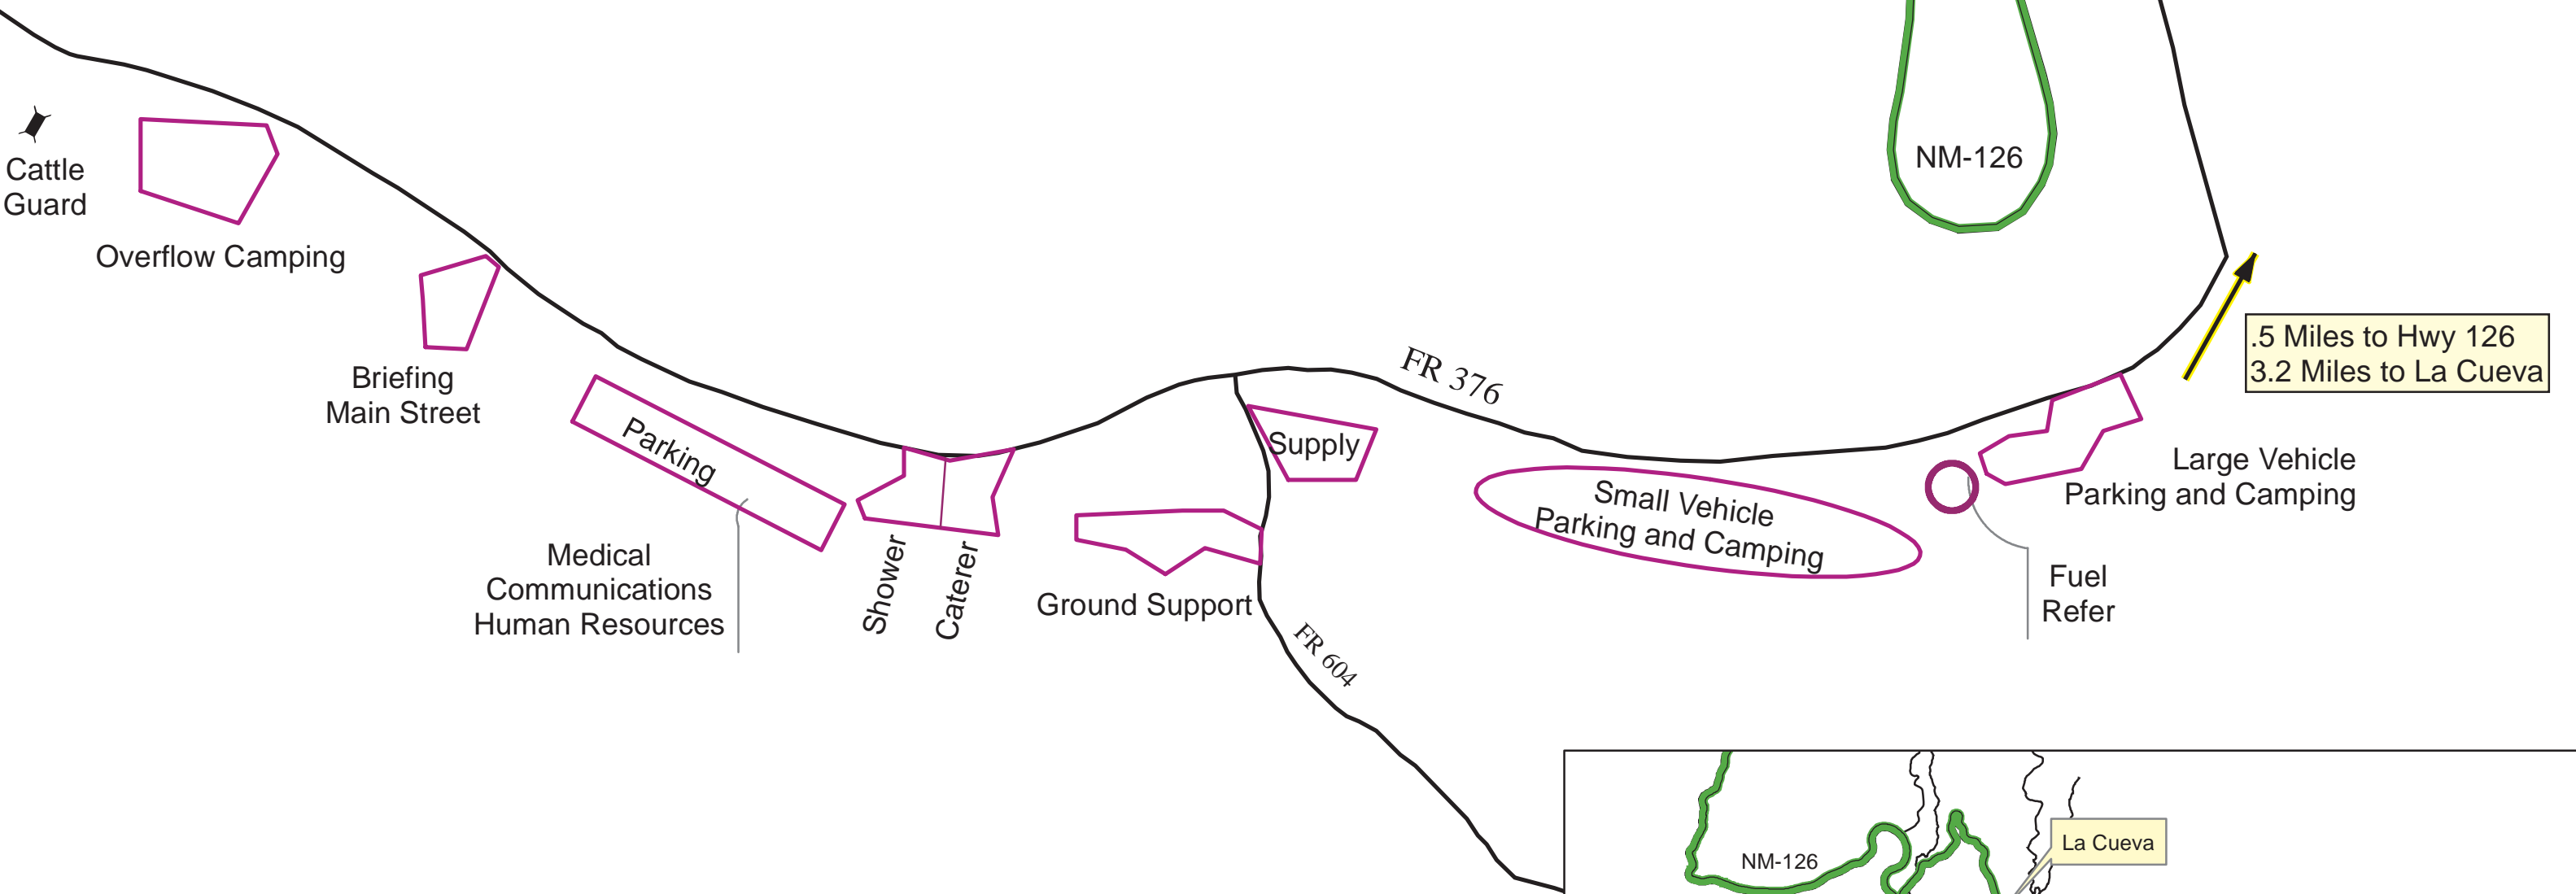 NM-126
Cattle
Guard
Overflow Camping
.5 Miles to Hwy 126
3.2 Miles to La Cueva
Briefing
Main Street
FR 376
Parking
Supply
Large Vehicle
Parking and Camping
Small Vehicle
Parking and Camping
Medical
Communications
Human Resources
Shower
Caterer
Ground Support
Fuel
Refer
FR 604
La Cueva
NM-126